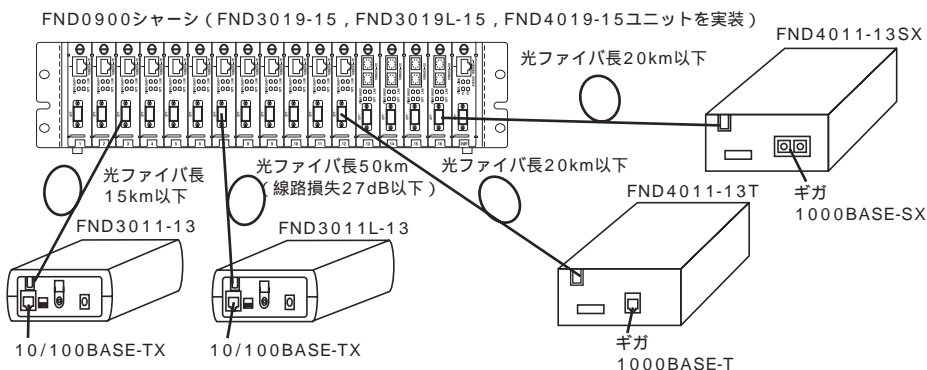 FND0900シャーシ（FND3019-15，FND3019L-15，FND4019-15ユニットを実装）
FND4011-13SX
光ファイバ長20km以下
光ファイバ長
15km以下
光ファイバ長50km
（線路損失27dB以下）
光ファイバ長20km以下
ギガ
1000BASE-SX
FND3011-13
FND3011L-13
FND4011-13T
10/100BASE-TX
10/100BASE-TX
ギガ
1000BASE-T